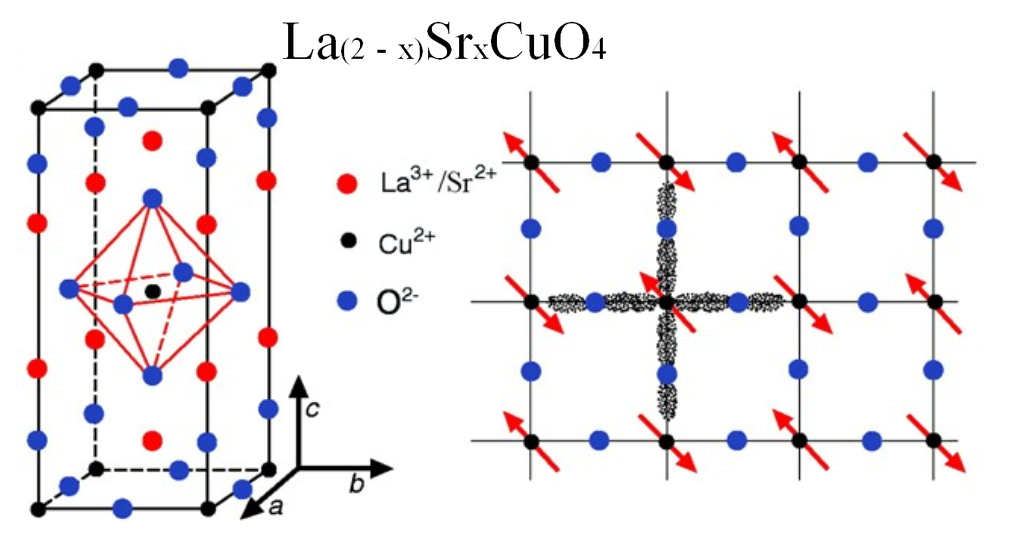 La(2 - x)SrxCuO4
La3+/Sr2+
Cu2+
O2-
c
b
a